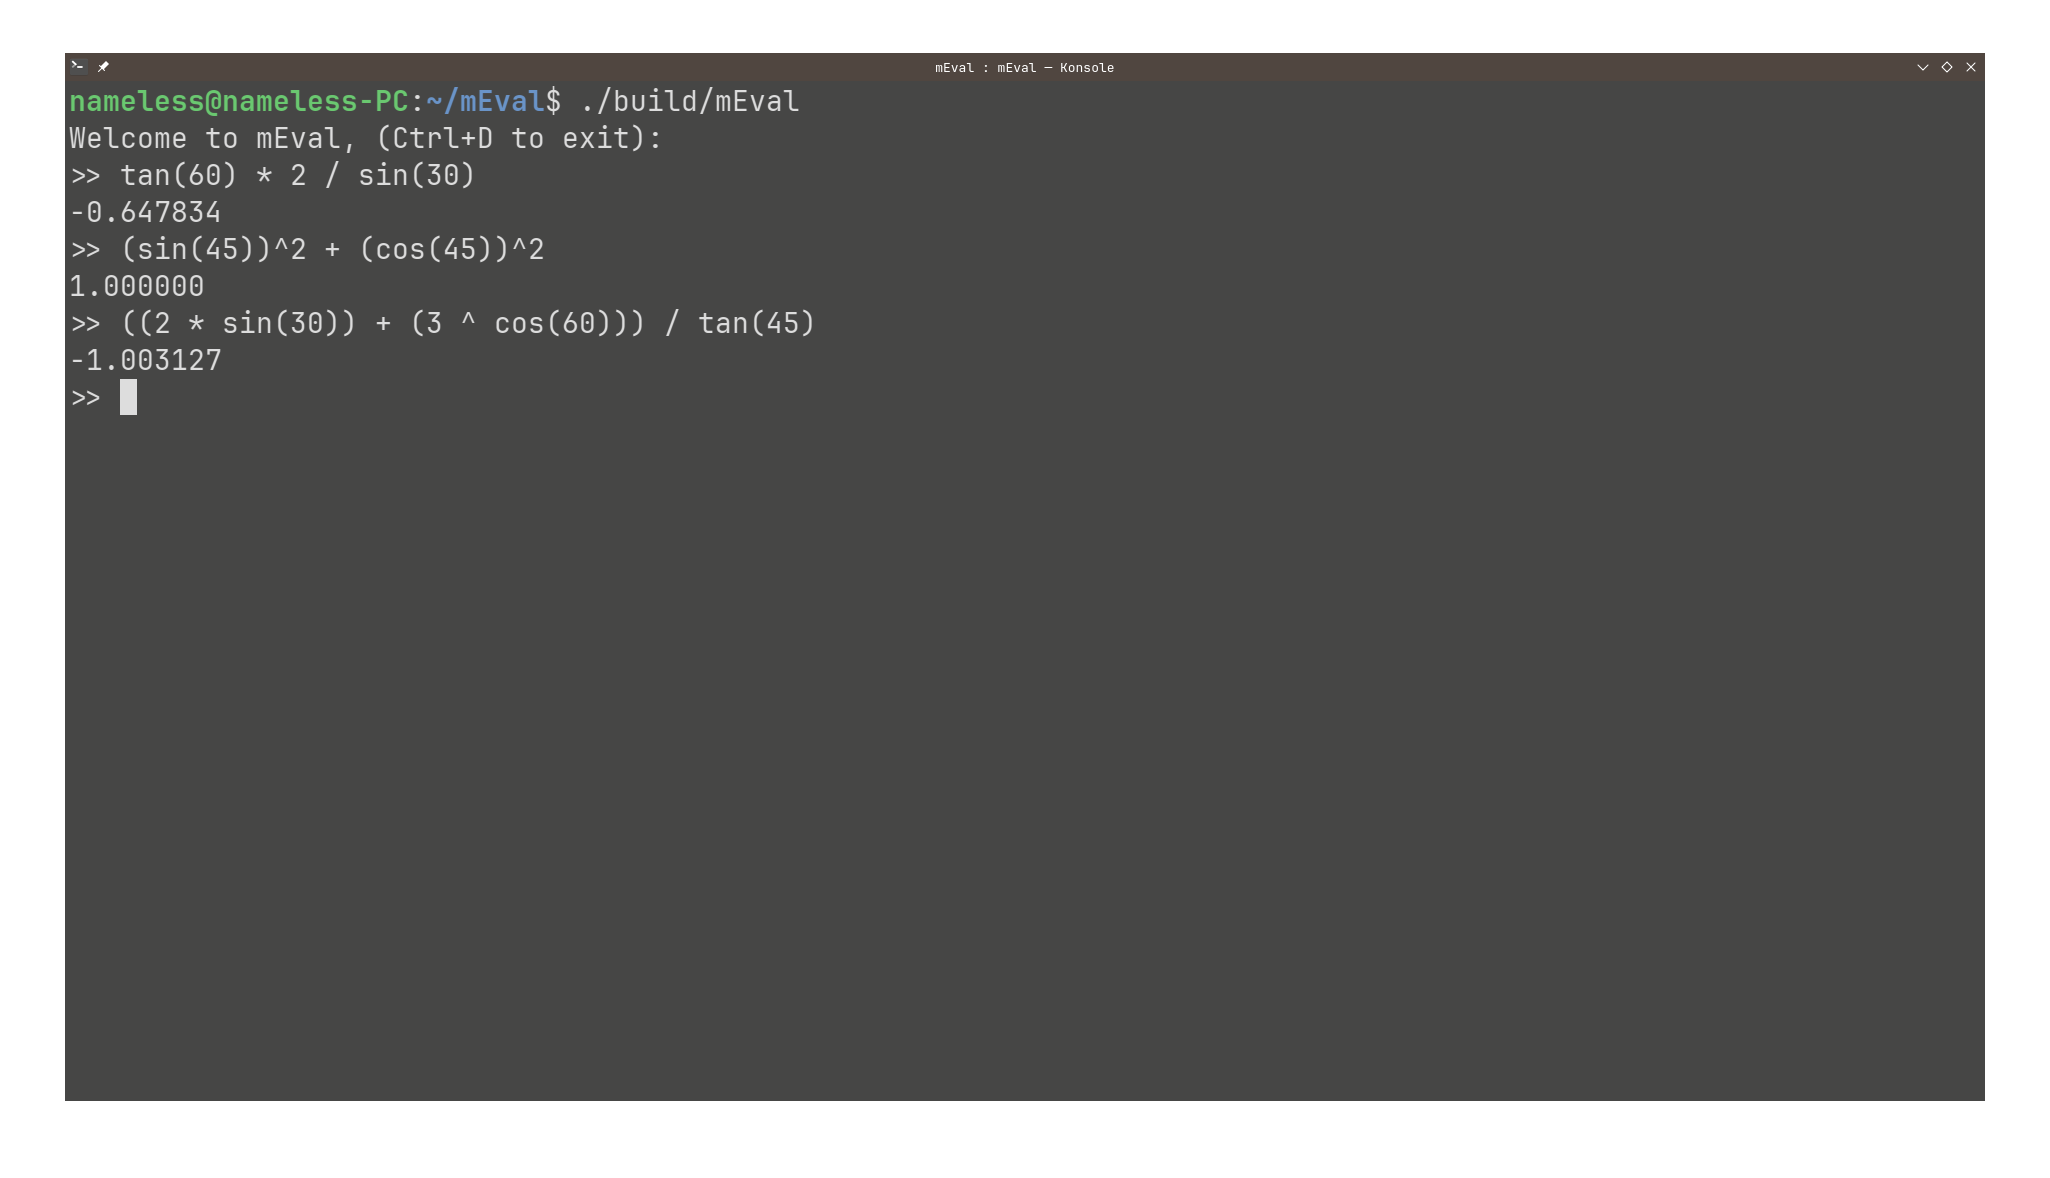 mEval : mEval — Konsole
nameless@nameless-PC:~/mEval$ ./build/mEval
Welcome to mEval, (Ctrl+D to exit):
>> tan(60) * 2 / sin(30)
-0.647834
>> (sin(45))^2 + (cos(45))^2
1.000000
>> ((2 * sin(30)) + (3 ^ cos(60))) / tan(45)
-1.003127
>>